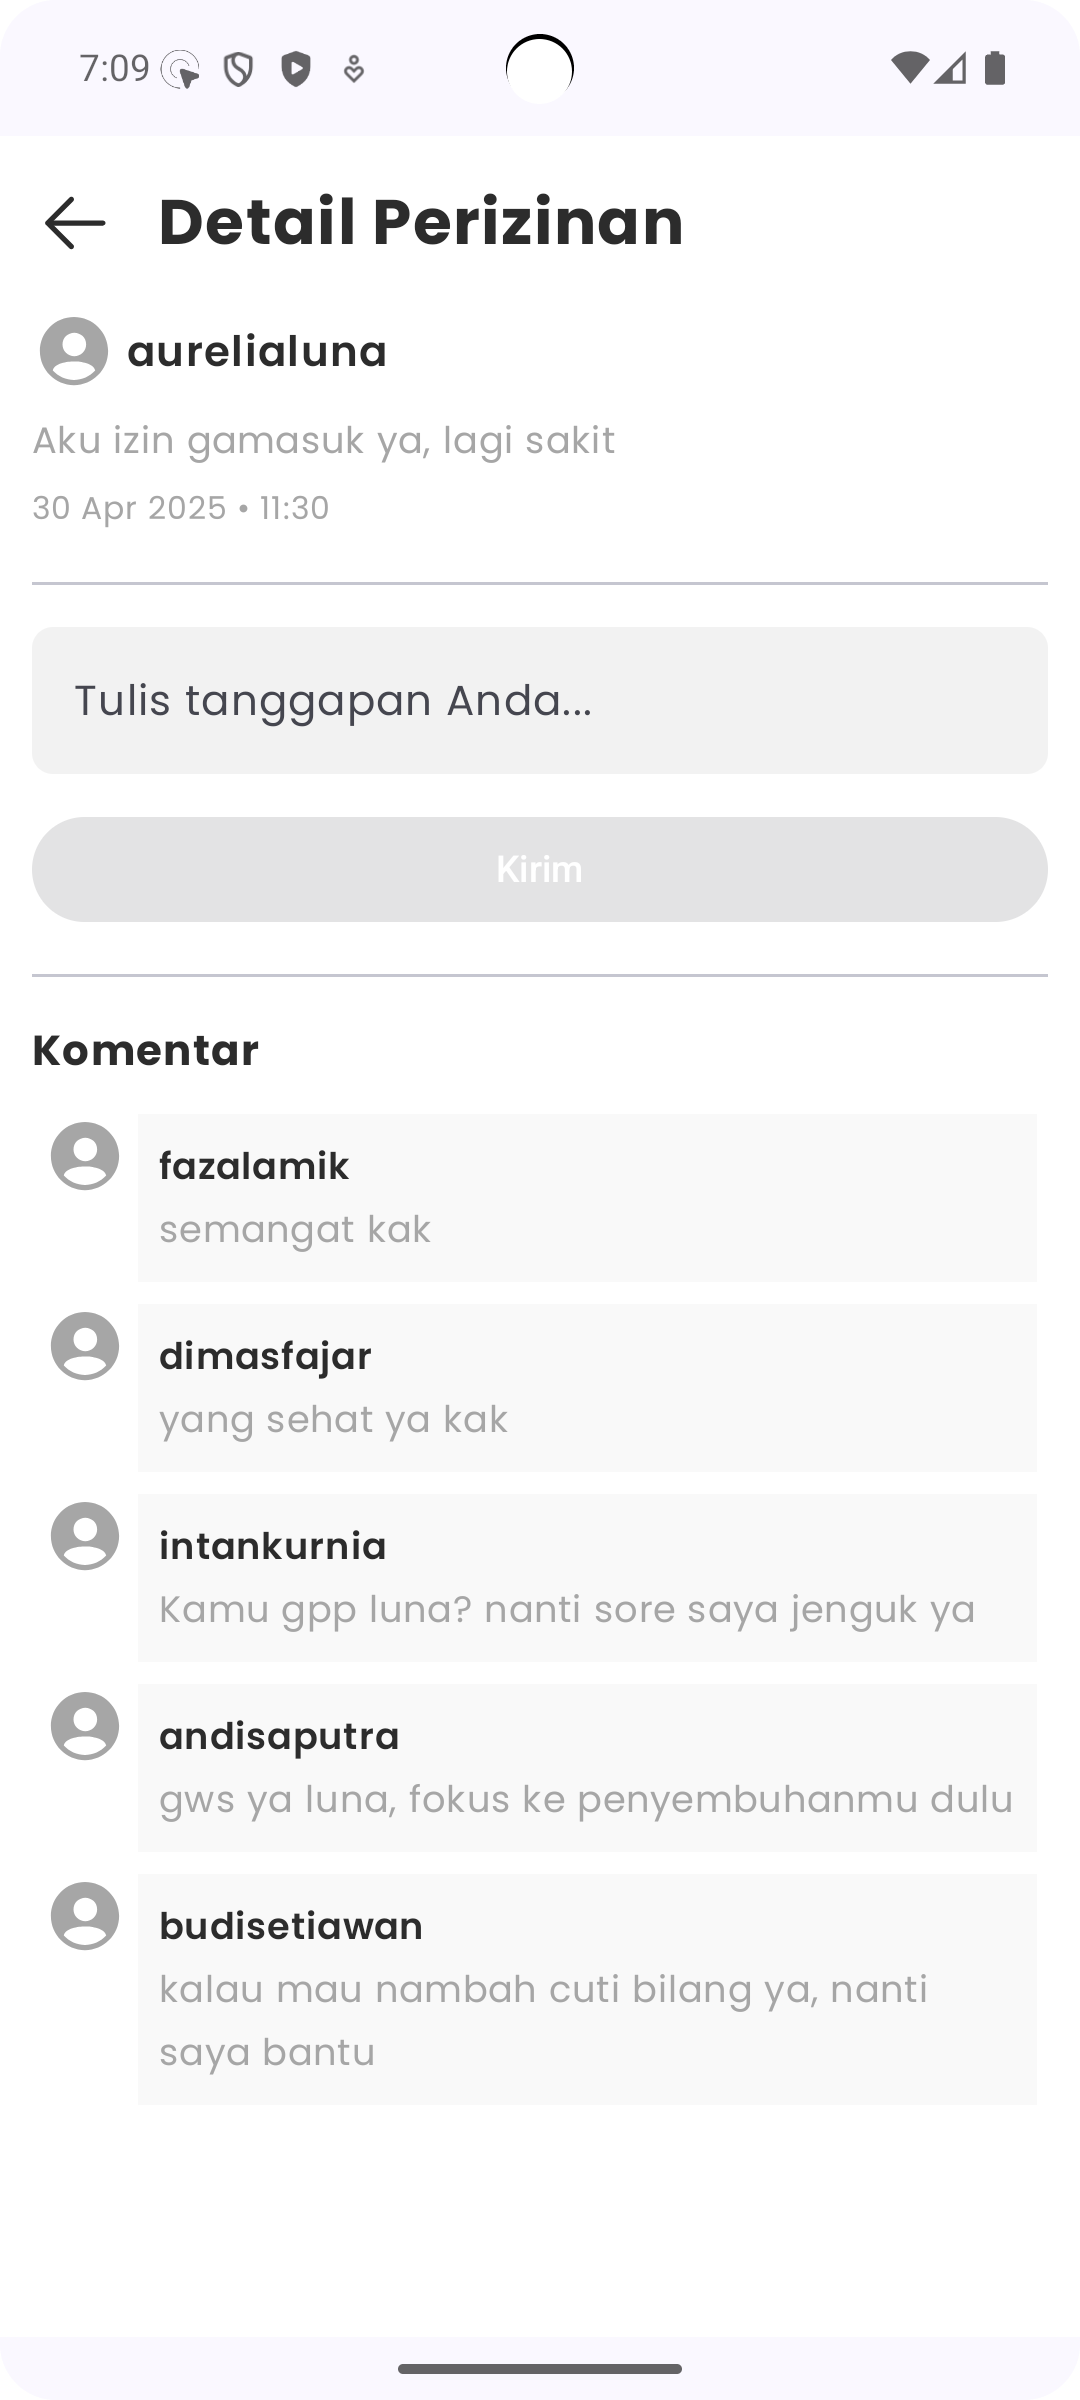 7:09
Detail Perizinan
aurelialuna
Aku izin gamasuk ya, lagi sakit
30 Apr 2025 • 11:30
Tulis tanggapan Anda...
Kirim
Komentar
fazalamik
semangat kak
dimasfajar
yang sehat ya kak
intankurnia
Kamu gpp luna? nanti sore saya jenguk ya
andisaputra
gws ya luna, fokus ke penyembuhanmu dulu
budisetiawan
kalau mau nambah cuti bilang ya, nanti
saya bantu